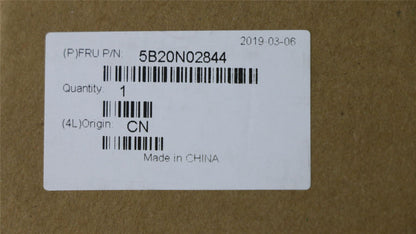 2019-03-06
(P)FRU P/N: 5B20N02844
Quantity: 1
(4L)Origin: CN
Made in CHINA